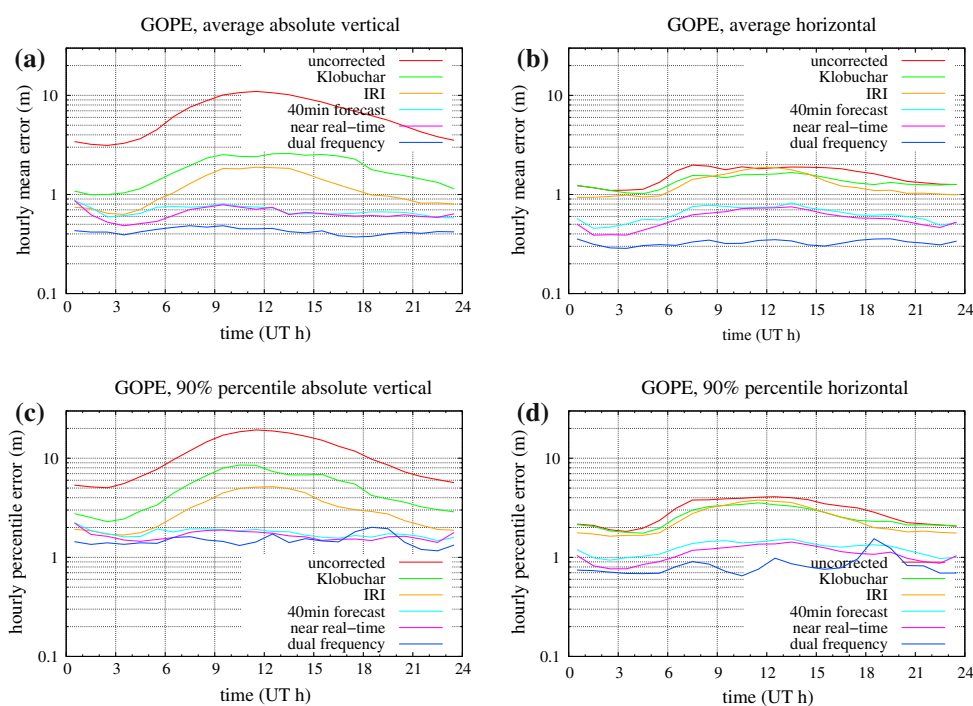 GOPE, average absolute vertical
(a)
hourly mean error (m)
10
1
0.1
uncorrected
Klobuchar
IRI
40min forecast
near real-time
dual frequency
0 3 6 9 12 15 18 21 24
time (UT h)
GOPE, average horizontal
(b)
hourly mean error (m)
10
1
0.1
uncorrected
Klobuchar
IRI
40min forecast
near real-time
dual frequency
0 3 6 9 12 15 18 21 24
time (UT h)
GOPE, 90% percentile absolute vertical
(c)
hourly percentile error (m)
10
1
0.1
uncorrected
Klobuchar
IRI
40min forecast
near real-time
dual frequency
0 3 6 9 12 15 18 21 24
time (UT h)
GOPE, 90% percentile horizontal
(d)
hourly percentile error (m)
10
1
0.1
uncorrected
Klobuchar
IRI
40min forecast
near real-time
dual frequency
0 3 6 9 12 15 18 21 24
time (UT h)